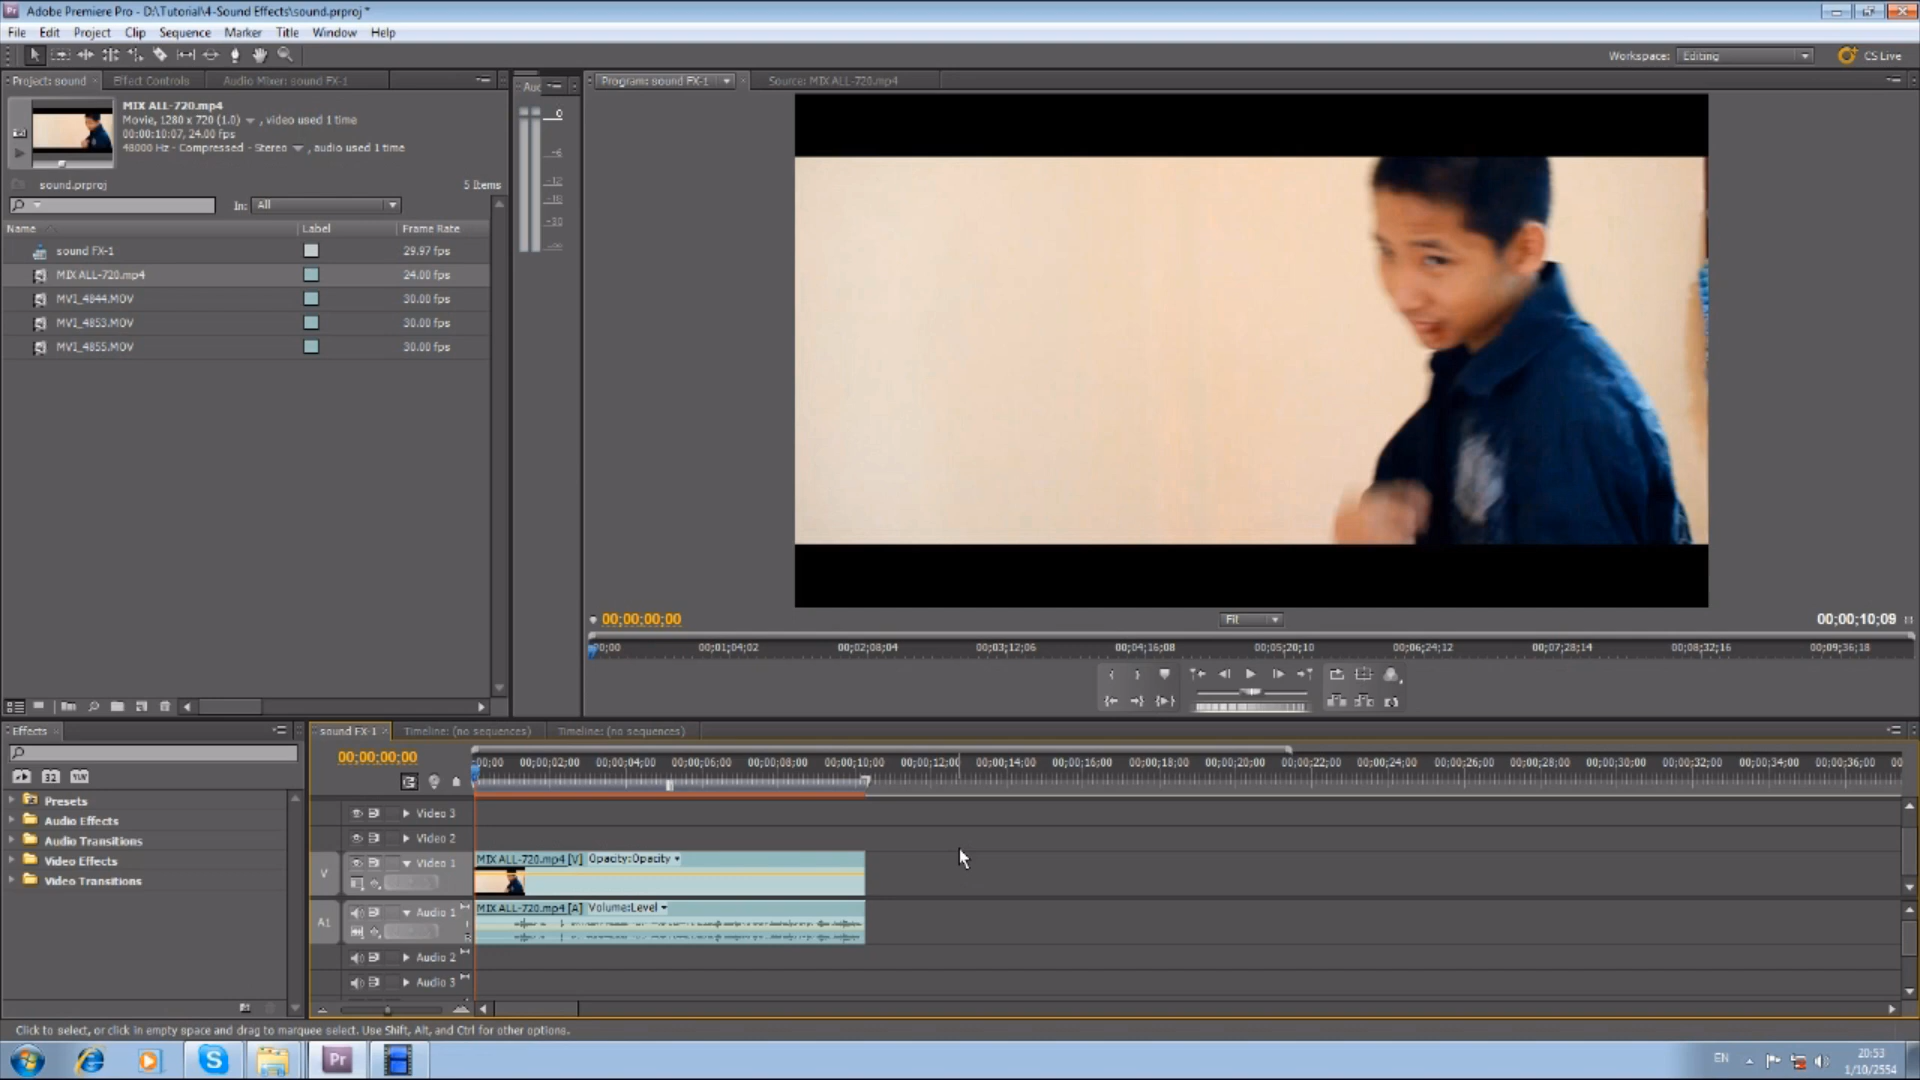 Adobe Premiere Pro - D:\Tutorial\4-Sound Effects\sound.prproj *
File Edit Project Clip Sequence Marker Title Window Help
Workspace: Editing CS Live
Project: sound Effect Controls Audio Mixer: sound FX-1
Program: sound FX-1 Source: MIX ALL-720.mp4
MIX ALL-720.mp4
Movie, 1280 x 720 (1.0) , video used 1 time
00:00:10:07, 24.00 fps
48000 Hz - Compressed - Stereo , audio used 1 time
sound.prproj 5 Items
In: All
Name Label Frame Rate
sound FX-1 29.97 fps
MIX ALL-720.mp4 24.00 fps
MVI_4844.MOV 30.00 fps
MVI_4853.MOV 30.00 fps
MVI_4855.MOV 30.00 fps
0
-6
-12
-18
-30
00;00;00;00 Fit 00;00;10;09
00;00 00;01;04;02 00;02;08;04 00;03;12;06 00;04;16;08 00;05;20;10 00;06;24;12 00;07;28;14 00;08;32;16 00;09;36;18
Effects
sound FX-1 Timeline: (no sequences) Timeline: (no sequences)
00;00;00;00
00;00 00;00;02;00 00;00;04;00 00;00;06;00 00;00;08;00 00;00;10;00 00;00;12;00 00;00;14;00 00;00;16;00 00;00;18;00 00;00;20;00 00;00;22;00 00;00;24;00 00;00;26;00 00;00;28;00 00;00;30;00 00;00;32;00 00;00;34;00 00;00;36;00 00
Presets
Audio Effects
Audio Transitions
Video Effects
Video Transitions
Video 3
Video 2
V Video 1 MIX ALL-720.mp4 [V] Opacity:Opacity
A1 Audio 1 MIX ALL-720.mp4 [A] Volume:Level
Audio 2
Audio 3
Click to select, or click in empty space and drag to marquee select. Use Shift, Alt, and Ctrl for other options.
EN 20:53
1/10/2554